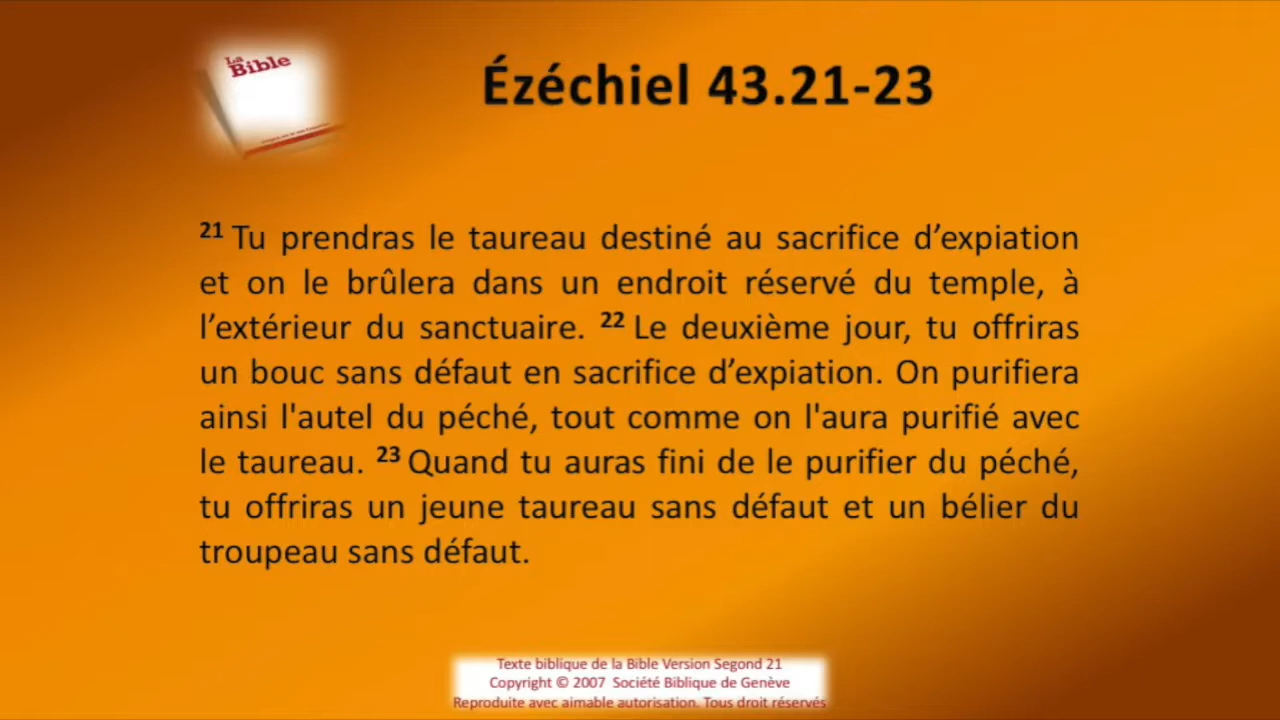 La
Bible
Ézéchiel 43.21-23
21 Tu prendras le taureau destiné au sacrifice d’expiation
et on le brûlera dans un endroit réservé du temple, à
l’extérieur du sanctuaire. 22 Le deuxième jour, tu offriras
un bouc sans défaut en sacrifice d’expiation. On purifiera
ainsi l'autel du péché, tout comme on l'aura purifié avec
le taureau. 23 Quand tu auras fini de le purifier du péché,
tu offriras un jeune taureau sans défaut et un bélier du
troupeau sans défaut.
Texte biblique de la Bible Version Segond 21
Copyright © 2007 Société Biblique de Genève
Reproduite avec aimable autorisation. Tous droit réservés